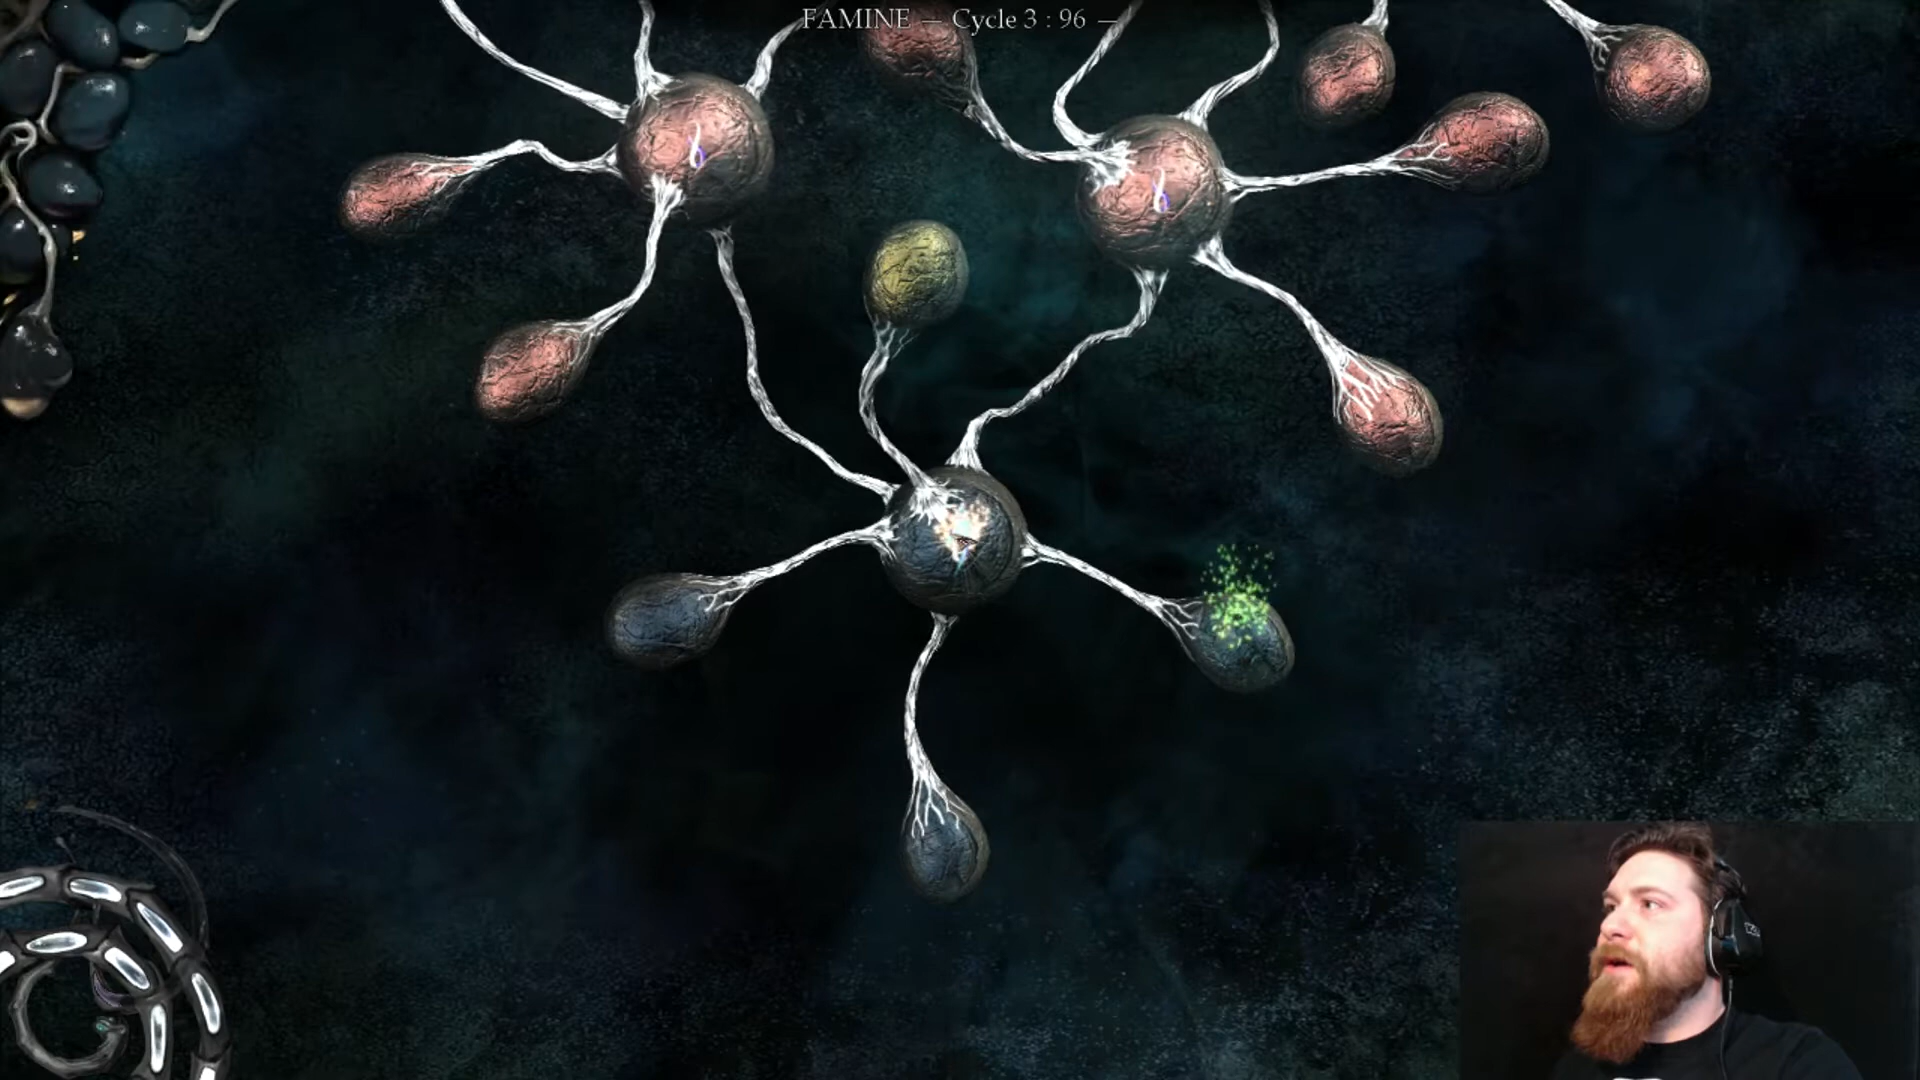 FAMINE — Cycle 3 : 96 —